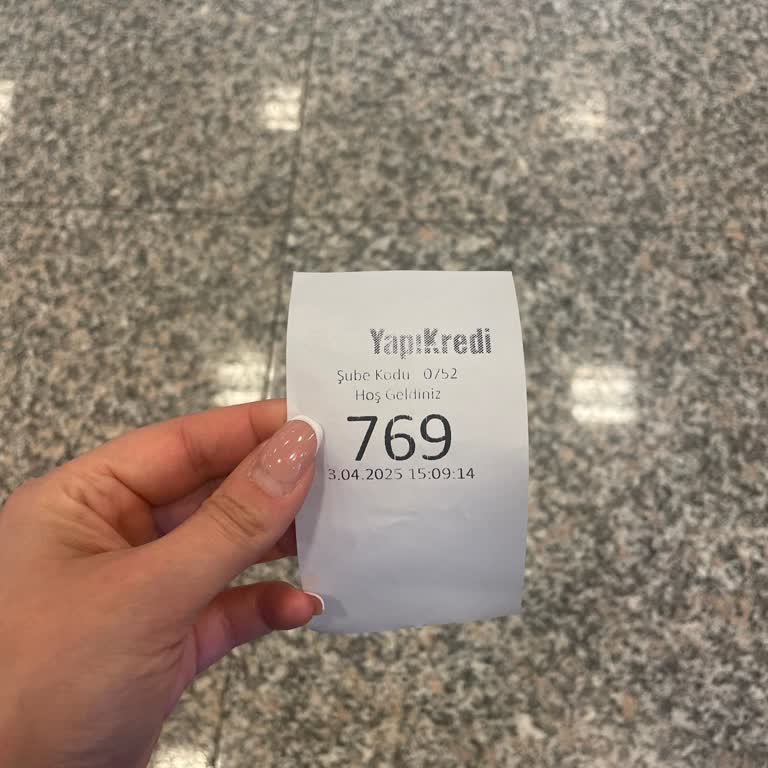 YapıKredi
Şube Kodu 0752
Hoş Geldiniz
769
3.04.2025 15:09:14